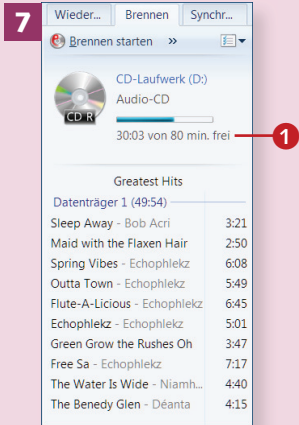 7
Wieder... Brennen Synchr...
Brennen starten »
CD-Laufwerk (D:)
Audio-CD
CD R
30:03 von 80 min. frei
1
Greatest Hits
Datenträger 1 (49:54)
Sleep Away - Bob Acri 3:21
Maid with the Flaxen Hair 2:50
Spring Vibes - Echophlekz 6:08
Outta Town - Echophlekz 5:49
Flute-A-Licious - Echophlekz 6:45
Echophlekz - Echophlekz 5:01
Green Grow the Rushes Oh 3:47
Free Sa - Echophlekz 7:17
The Water Is Wide - Niamh... 4:40
The Benedy Glen - Déanta 4:15